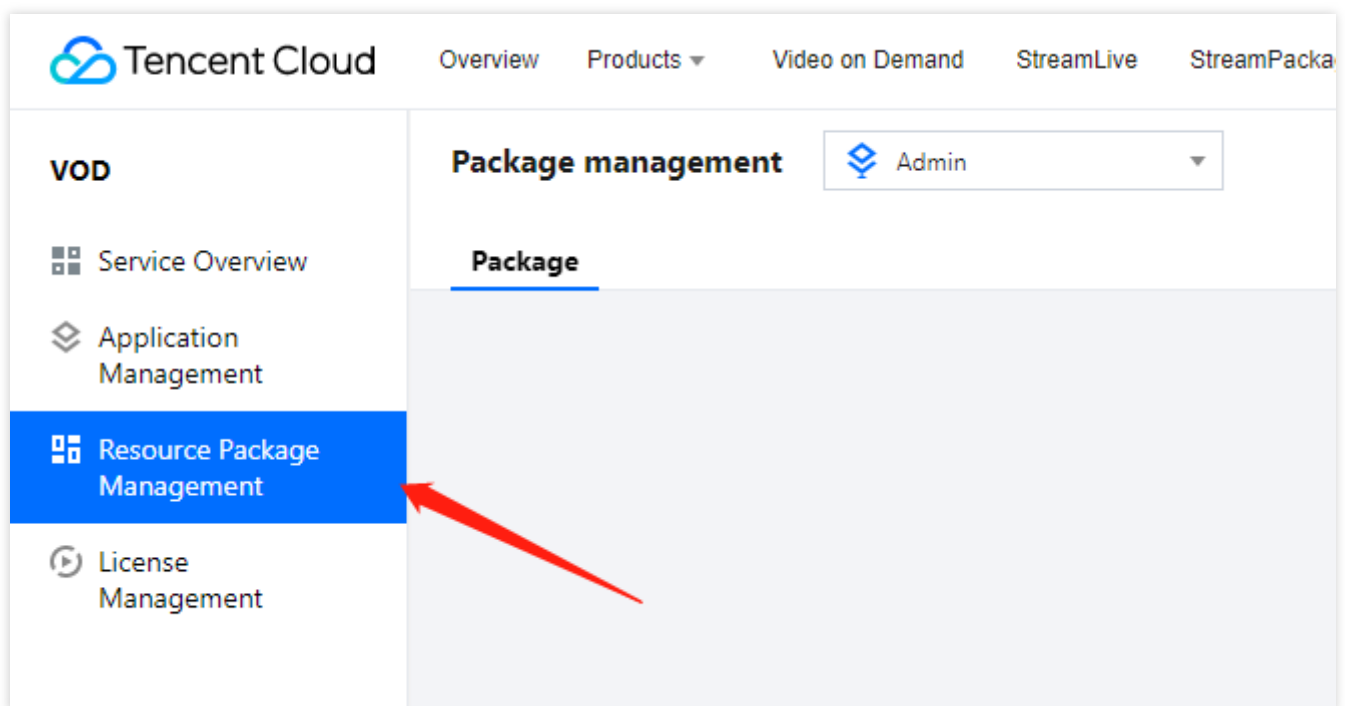 Tencent Cloud Overview Products Video on Demand StreamLive StreamPacka
VOD
Package management Admin
Service Overview
Package
Application
Management
Resource Package
Management
License
Management